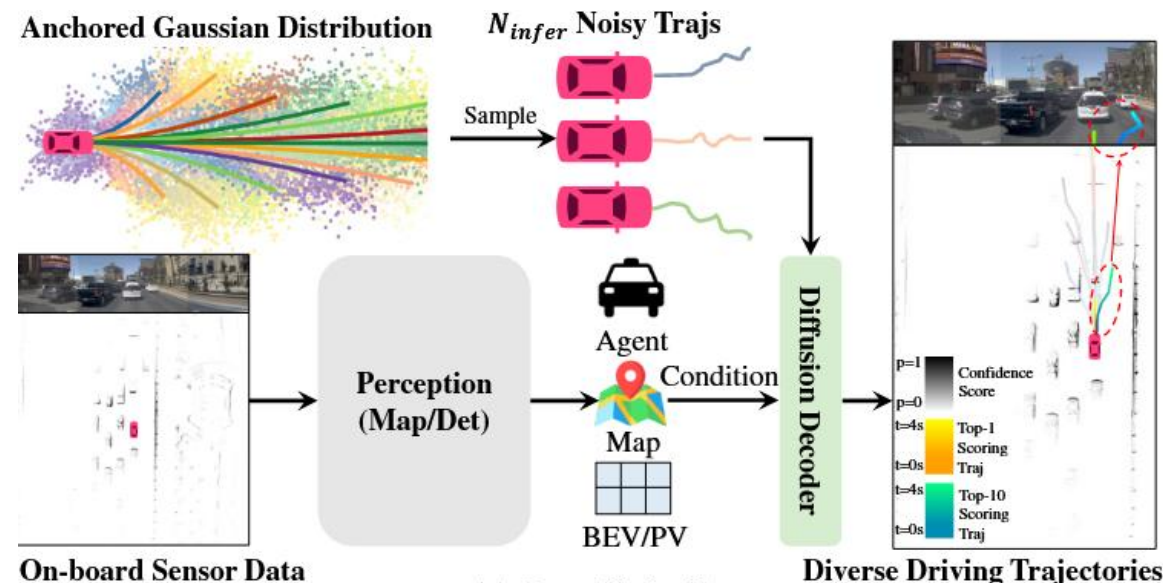 Anchored Gaussian Distribution
N_infer Noisy Trajs
Sample
Perception
(Map/Det)
Agent
Map
BEV/PV
Condition
Diffusion Decoder
p=1
p=0
Confidence
Score
t=4s
t=0s
Top-1
Scoring
Traj
t=4s
t=0s
Top-10
Scoring
Traj
On-board Sensor Data
Diverse Driving Trajectories